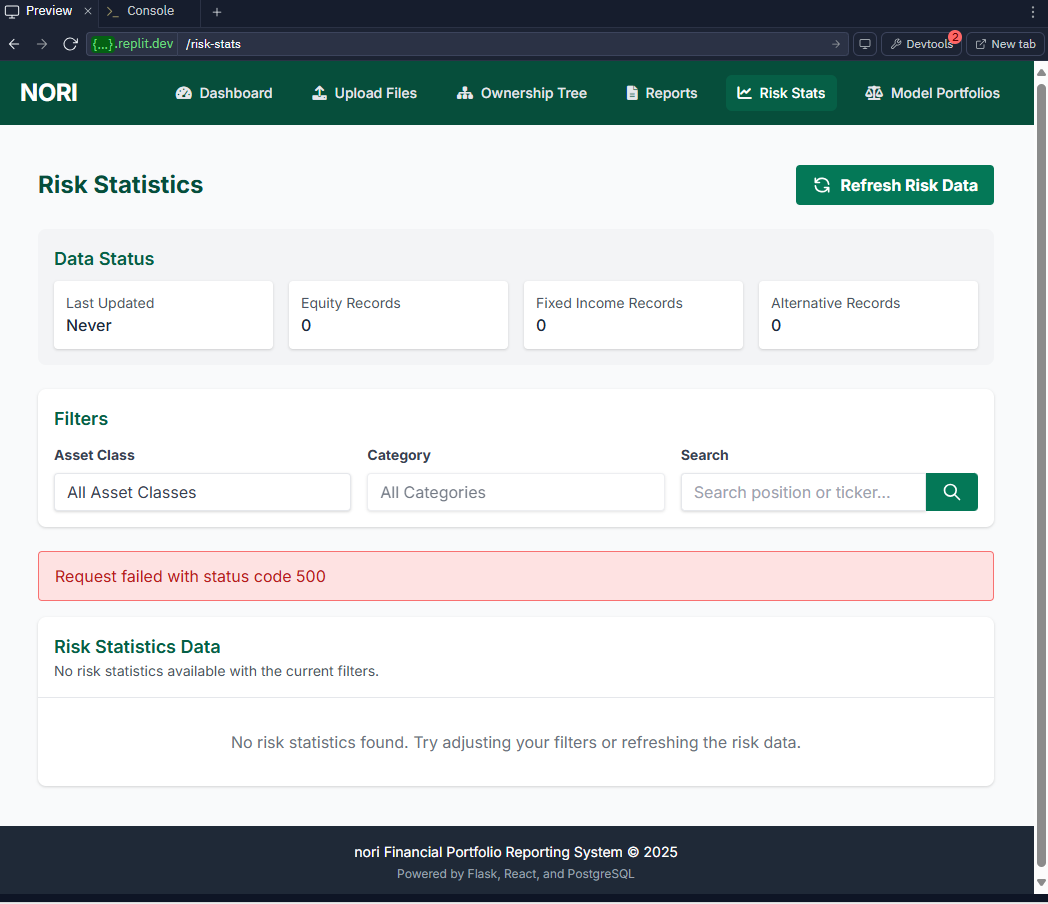 Preview
Console
{...}.replit.dev /risk-stats
Devtools 2
New tab
NORI
Dashboard
Upload Files
Ownership Tree
Reports
Risk Stats
Model Portfolios
Risk Statistics
Refresh Risk Data
Data Status
Last Updated
Never
Equity Records
0
Fixed Income Records
0
Alternative Records
0
Filters
Asset Class
All Asset Classes
Category
All Categories
Search
Search position or ticker...
Request failed with status code 500
Risk Statistics Data
No risk statistics available with the current filters.
No risk statistics found. Try adjusting your filters or refreshing the risk data.
nori Financial Portfolio Reporting System © 2025
Powered by Flask, React, and PostgreSQL